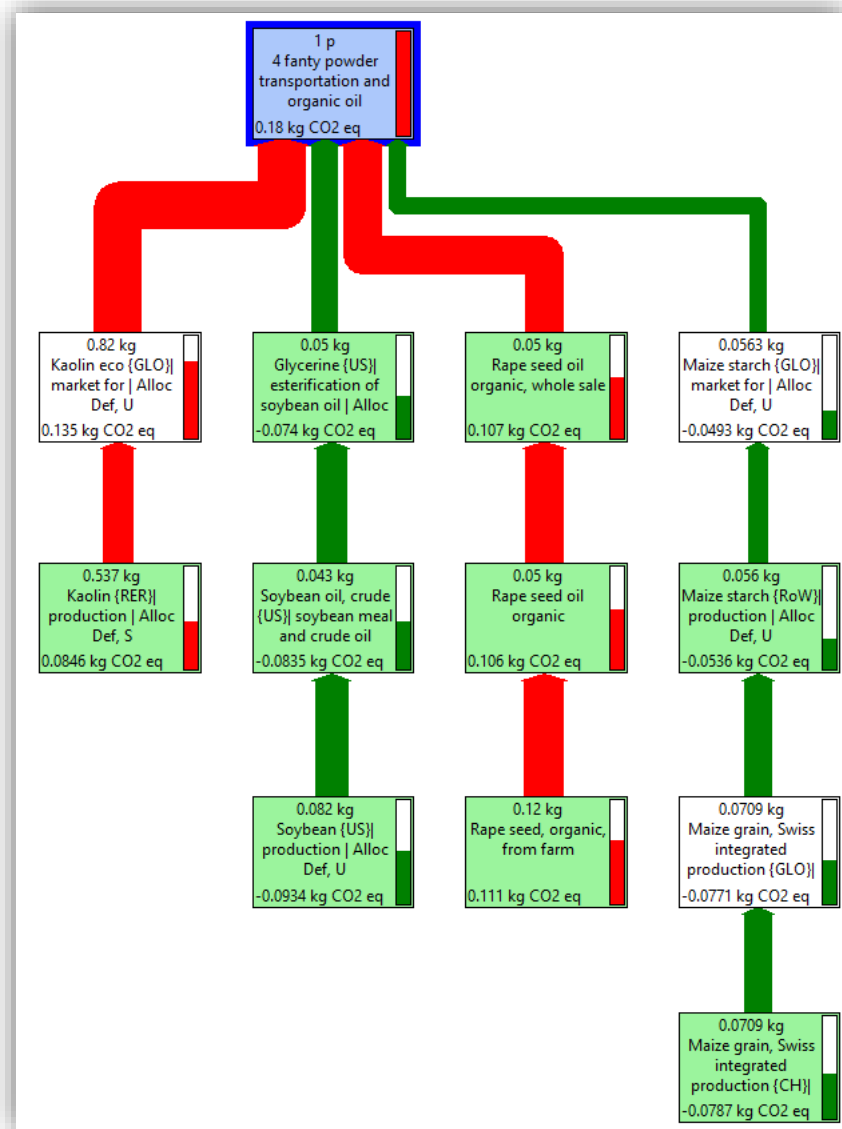 1 p
4 fanty powder
transportation and
organic oil
0.18 kg CO2 eq
0.82 kg
Kaolin eco {GLO}|
market for | Alloc
Def, U
0.135 kg CO2 eq
0.05 kg
Glycerine {US}|
esterification of
soybean oil | Alloc
-0.074 kg CO2 eq
0.05 kg
Rape seed oil
organic, whole sale
0.107 kg CO2 eq
0.0563 kg
Maize starch {GLO}|
market for | Alloc
Def, U
-0.0493 kg CO2 eq
0.537 kg
Kaolin {RER}|
production | Alloc
Def, S
0.0846 kg CO2 eq
0.043 kg
Soybean oil, crude
{US}| soybean meal
and crude oil
-0.0835 kg CO2 eq
0.05 kg
Rape seed oil
organic
0.106 kg CO2 eq
0.056 kg
Maize starch {RoW}|
production | Alloc
Def, U
-0.0536 kg CO2 eq
0.082 kg
Soybean {US}|
production | Alloc
Def, U
-0.0934 kg CO2 eq
0.12 kg
Rape seed, organic,
from farm
0.111 kg CO2 eq
0.0709 kg
Maize grain, Swiss
integrated
production {GLO}|
-0.0771 kg CO2 eq
0.0709 kg
Maize grain, Swiss
integrated
production {CH}|
-0.0787 kg CO2 eq